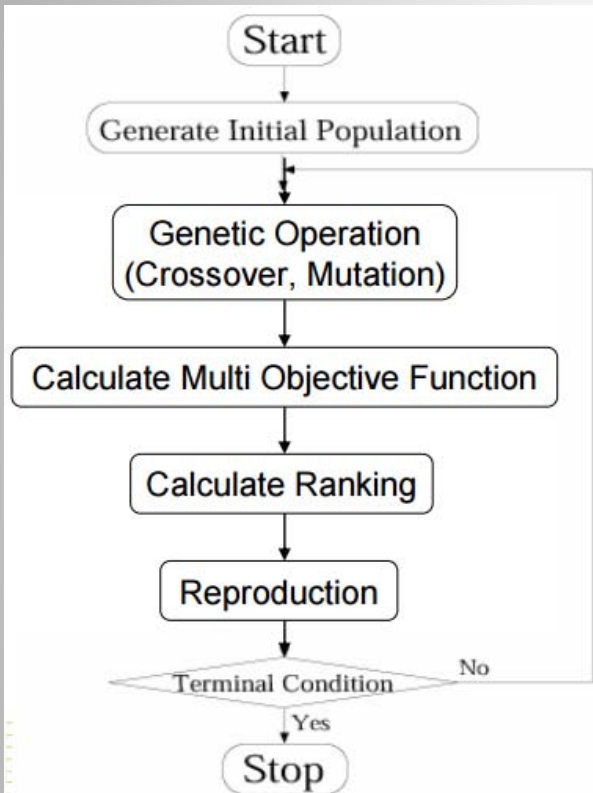 Start
Generate Initial Population
Genetic Operation
(Crossover, Mutation)
Calculate Multi Objective Function
Calculate Ranking
Reproduction
Terminal Condition
No
Yes
Stop